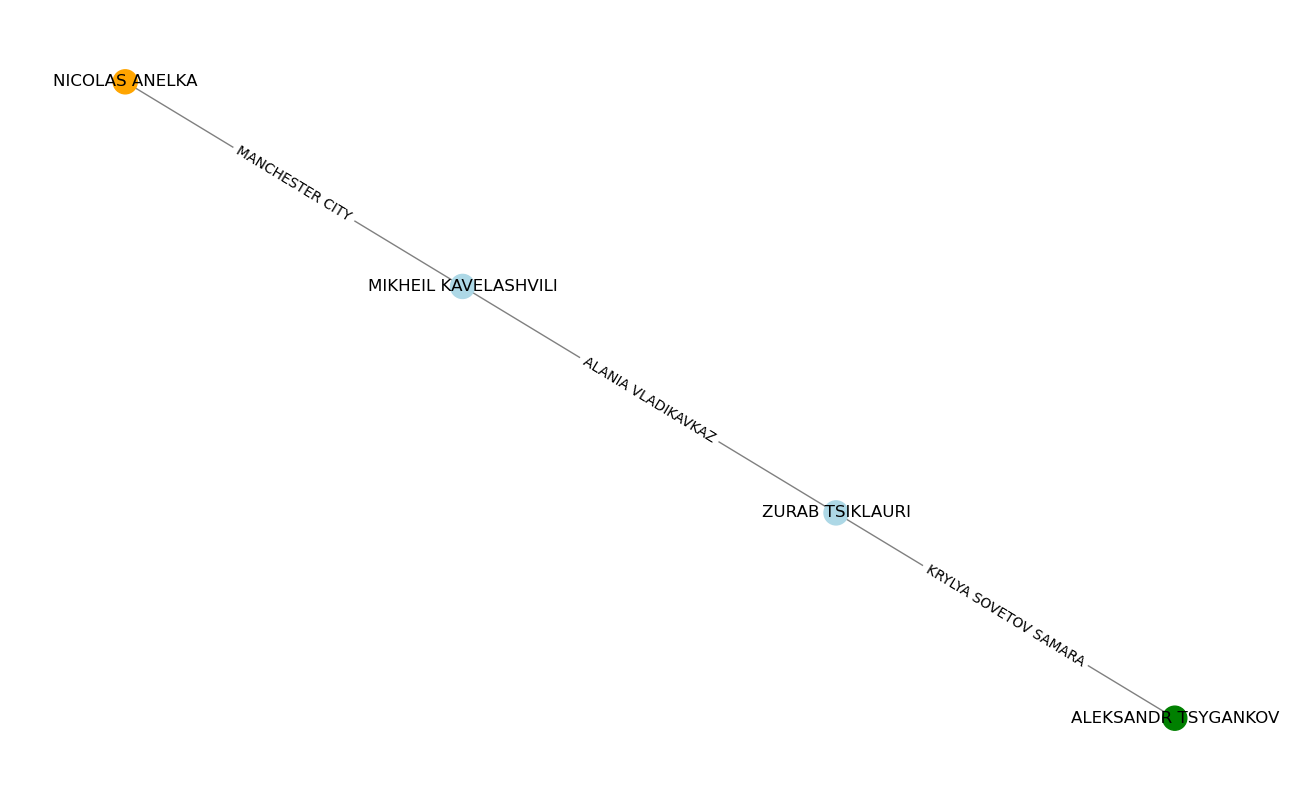 NICOLAS ANELKA
MANCHESTER CITY
MIKHEIL KAVELASHVILI
ALANIA VLADIKAVKAZ
ZURAB TSIKLAURI
KRYLYA SOVETOV SAMARA
ALEKSANDR TSYGANKOV